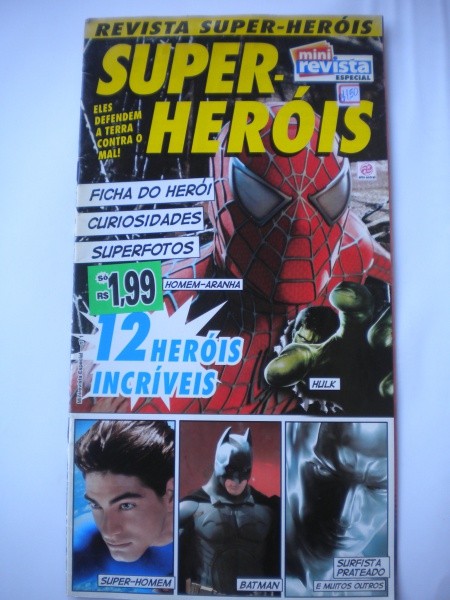 REVISTA SUPER-HERÓIS
SUPER-
HERÓIS
mini
revista
ESPECIAL
ELES
DEFENDEM
A TERRA
CONTRA O
MAL!
FICHA DO HERÓI
CURIOSIDADES
SUPERFOTOS
Só
R$ 1,99
HOMEM-ARANHA
12 HERÓIS
INCRÍVEIS
HULK
SUPER-HOMEM
BATMAN
SURFISTA
PRATEADO
E MUITOS OUTROS